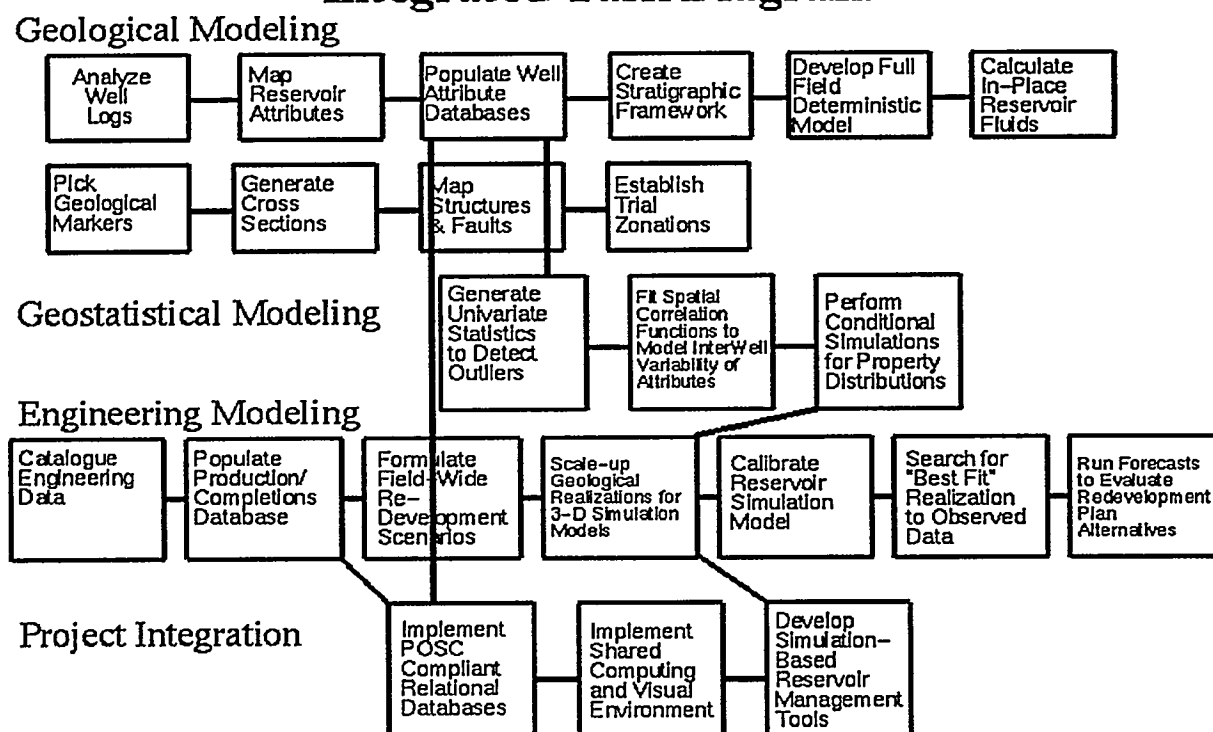 Geological Modeling
Analyze
Well
Logs
Map
Reservoir
Attributes
Populate Well
Attribute
Databases
Create
Stratigraphic
Framework
Develop Full
Field
Deterministic
Model
Calculate
In-Place
Reservoir
Fluids
Pick
Geological
Markers
Generate
Cross
Sections
Map
Structures
& Faults
Establish
Trial
Zonations
Geostatistical Modeling
Generate
Univariate
Statistics
to Detect
Outliers
Fit Spatial
Correlation
Functions to
Model InterWell
Variability of
Attributes
Perform
Conditional
Simulations
for Property
Distributions
Engineering Modeling
Catalogue
Engineering
Data
Populate
Production/
Completions
Database
Formulate
Field-Wide
Re-
Development
Scenarios
Scale-up
Geological
Realizations for
3-D Simulation
Models
Calibrate
Reservoir
Simulation
Model
Search for
"Best Fit"
Realization
to Observed
Data
Run Forecasts
to Evaluate
Redevelopment
Plan
Alternatives
Project Integration
Implement
POSC
Compliant
Relational
Databases
Implement
Shared
Computing
and Visual
Environment
Develop
Simulation-
Based
Reservoir
Management
Tools